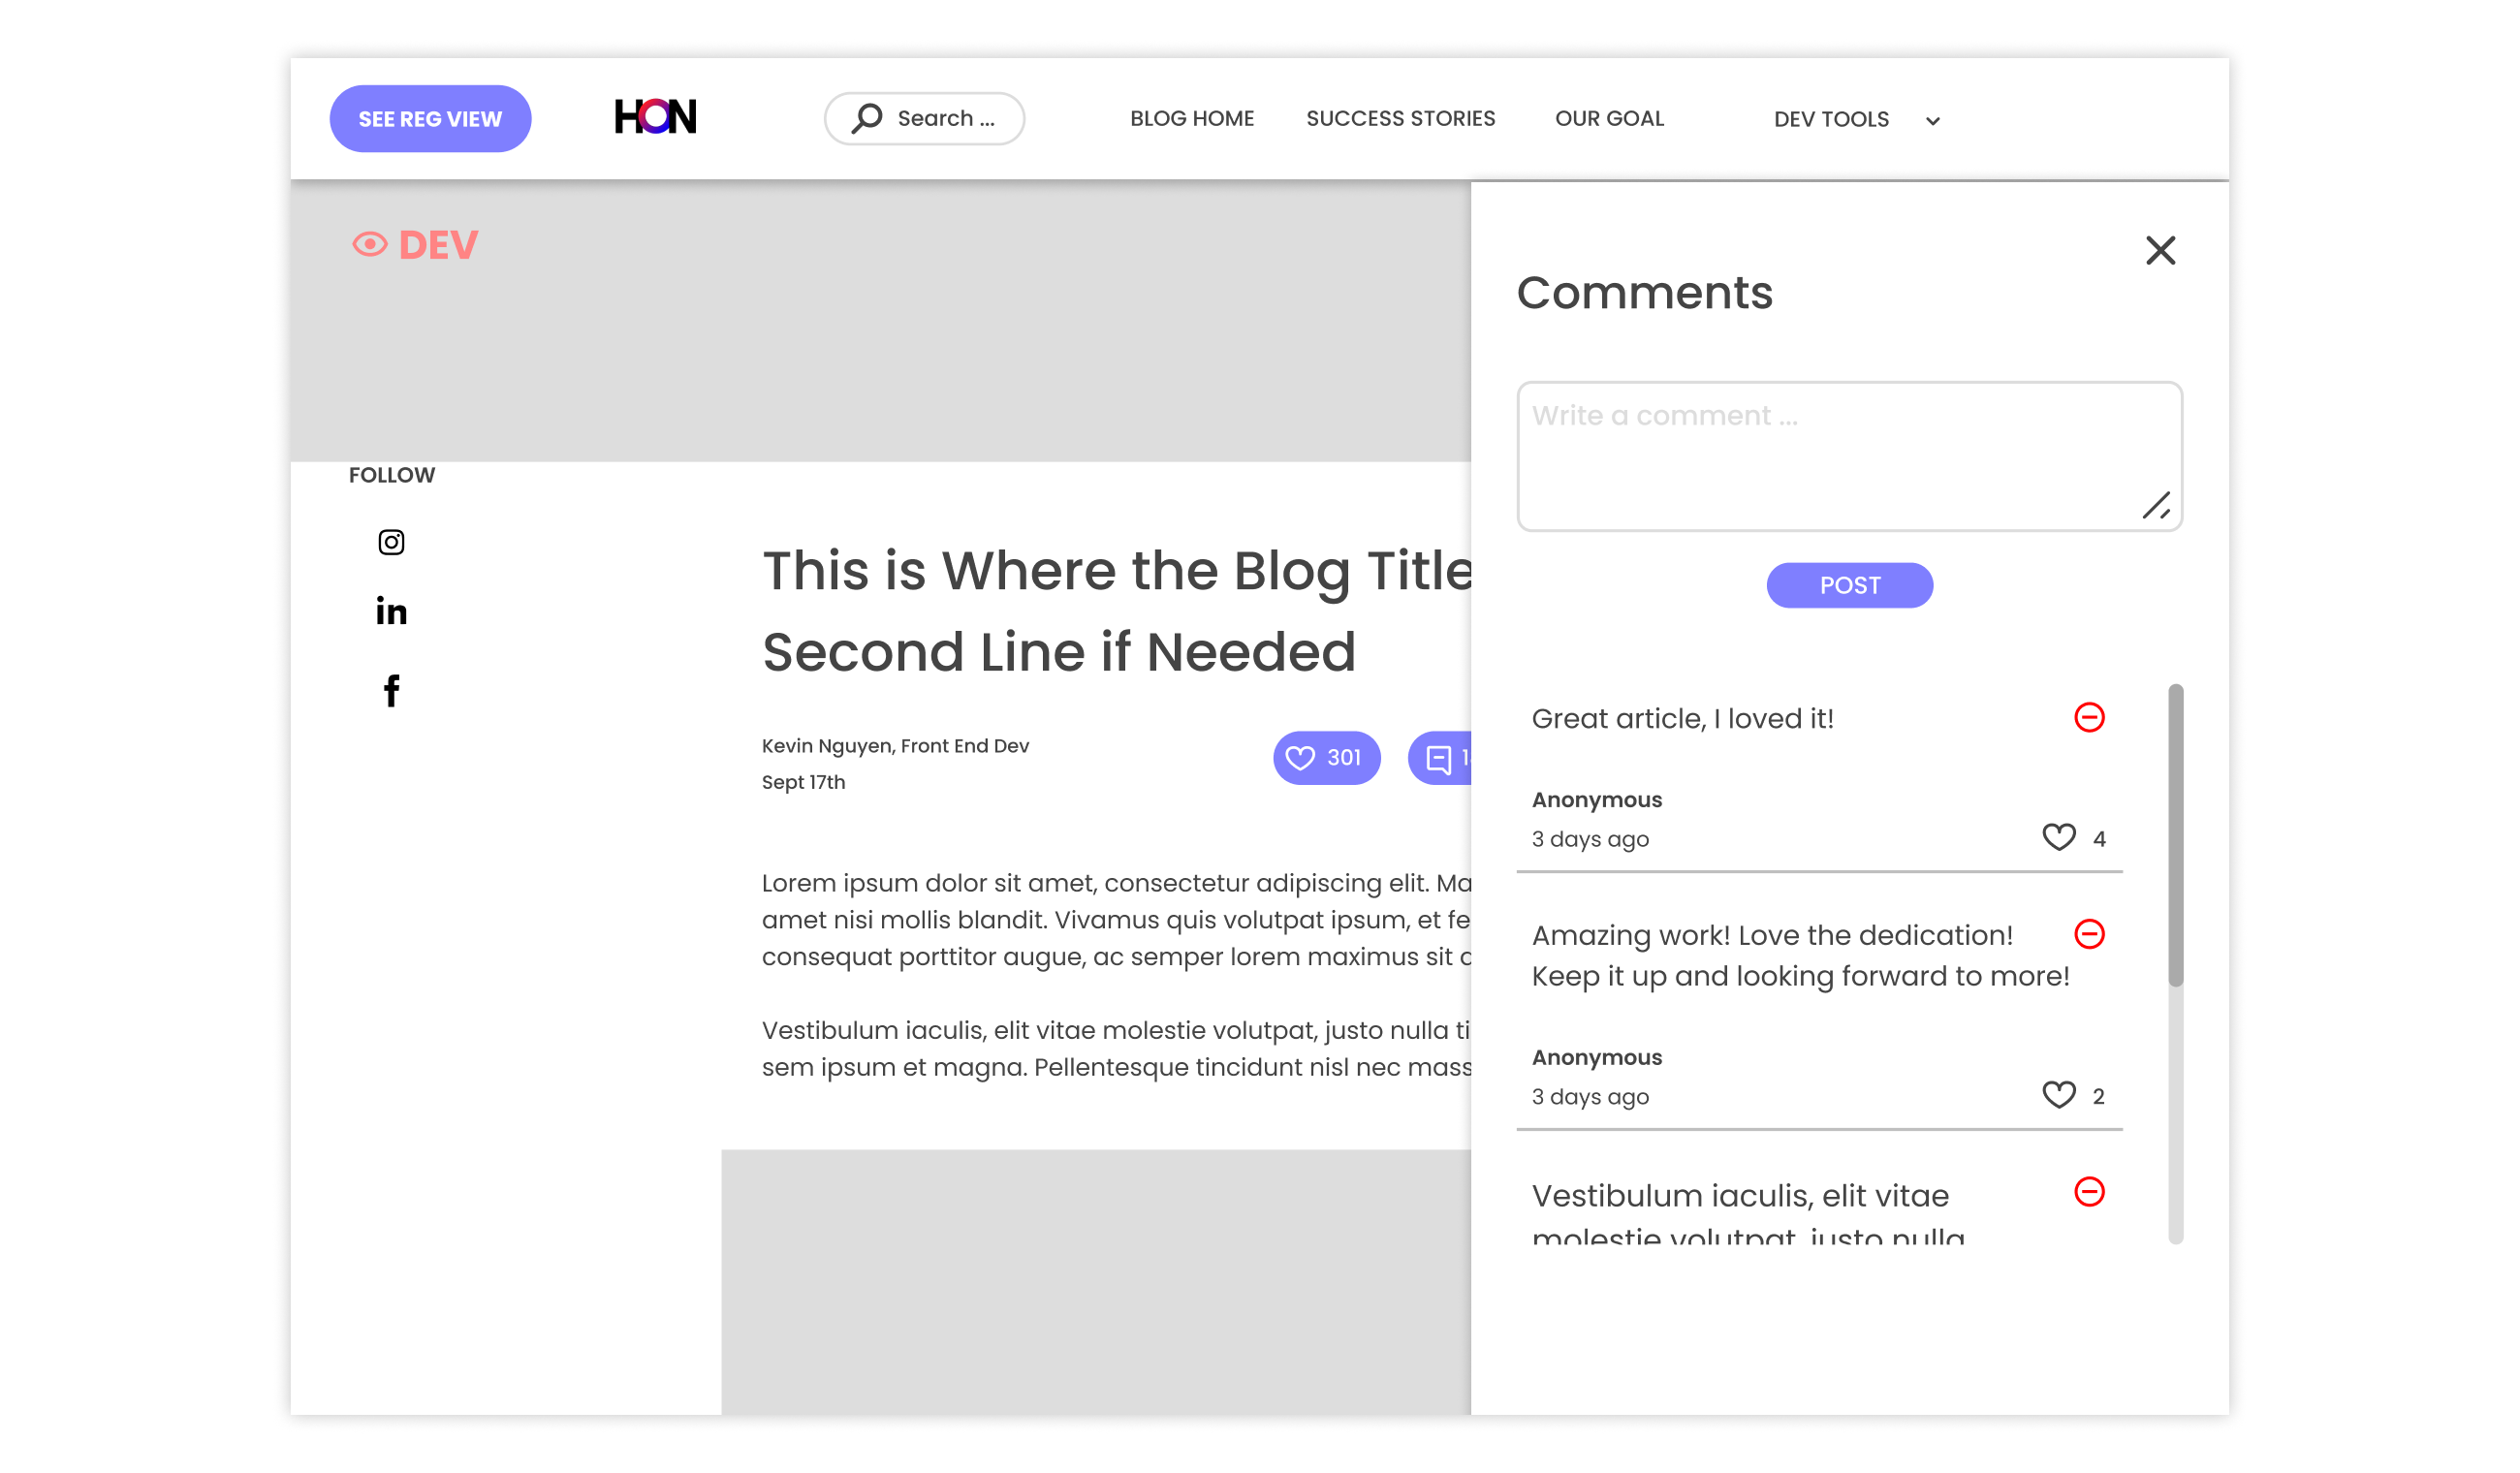 SEE REG VIEW
HON
Search ...
BLOG HOME
SUCCESS STORIES
OUR GOAL
DEV TOOLS
DEV
FOLLOW
in
f
This is Where the Blog Title
Second Line if Needed
Kevin Nguyen, Front End Dev
Sept 17th
301
Lorem ipsum dolor sit amet, consectetur adipiscing elit. Ma
amet nisi mollis blandit. Vivamus quis volutpat ipsum, et fe
consequat porttitor augue, ac semper lorem maximus sit
Vestibulum iaculis, elit vitae molestie volutpat, justo nulla ti
sem ipsum et magna. Pellentesque tincidunt nisl nec mass
Comments
Write a comment ...
POST
Great article, I loved it!
Anonymous
3 days ago
4
Amazing work! Love the dedication!
Keep it up and looking forward to more!
Anonymous
3 days ago
2
Vestibulum iaculis, elit vitae
molestie volutpat, justo nulla